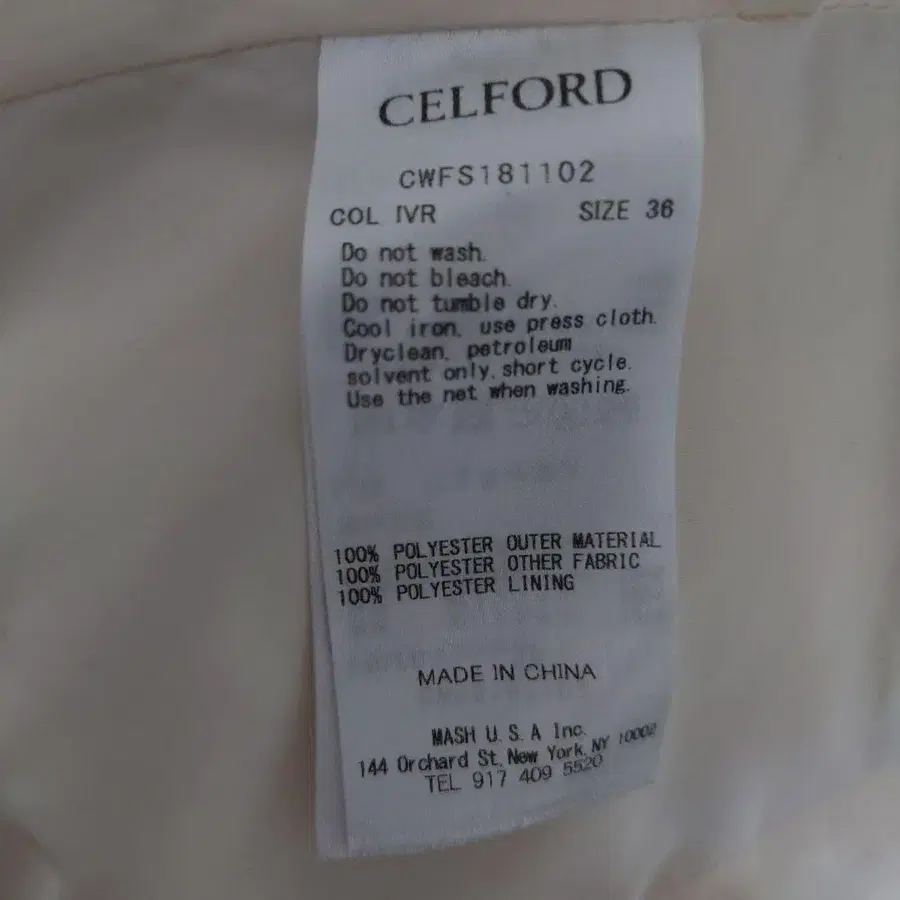 CELFORD
CWFS181102
COL IVR SIZE 36
Do not wash.
Do not bleach.
Do not tumble dry.
Cool iron, use press cloth.
Dryclean, petroleum
solvent only, short cycle.
Use the net when washing.
100% POLYESTER OUTER MATERIAL
100% POLYESTER OTHER FABRIC
100% POLYESTER LINING
MADE IN CHINA
MASH U.S.A Inc.
144 Orchard St, New York, NY 10002
TEL 917 409 5520